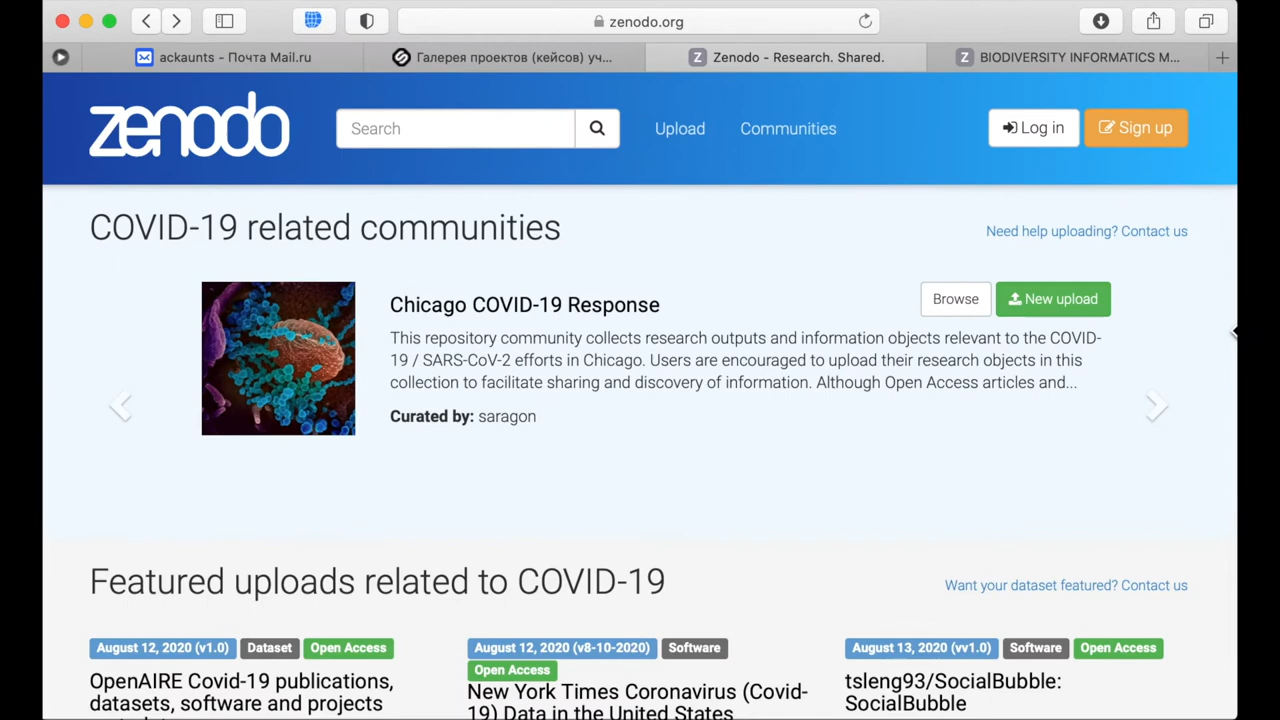 zenodo.org
ackaunts - Почта Mail.ru
Галерея проектов (кейсов) уч...
Z Zenodo - Research. Shared.
Z BIODIVERSITY INFORMATICS M...
zenodo
Search
Upload
Communities
Log in
Sign up
COVID-19 related communities
Need help uploading? Contact us
Chicago COVID-19 Response
Browse
New upload
This repository community collects research outputs and information objects relevant to the COVID-
19 / SARS-CoV-2 efforts in Chicago. Users are encouraged to upload their research objects in this
collection to facilitate sharing and discovery of information. Although Open Access articles and...
Curated by: saragon
Featured uploads related to COVID-19
Want your dataset featured? Contact us
August 12, 2020 (v1.0) Dataset Open Access
OpenAIRE Covid-19 publications,
datasets, software and projects
August 12, 2020 (v8-10-2020) Software
Open Access
New York Times Coronavirus (Covid-
19) Data in the United States
August 13, 2020 (vv1.0) Software Open Access
tsleng93/SocialBubble:
SocialBubble